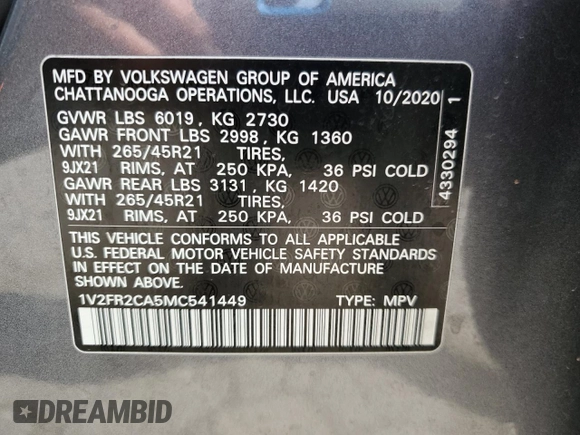 MFD BY VOLKSWAGEN GROUP OF AMERICA
CHATTANOOGA OPERATIONS, LLC. USA 10/2020
GVWR LBS 6019, KG 2730
GAWR FRONT LBS 2998, KG 1360
WITH 265/45R21 TIRES,
9JX21 RIMS, AT 250 KPA, 36 PSI COLD
GAWR REAR LBS 3131, KG 1420
WITH 265/45R21 TIRES,
9JX21 RIMS, AT 250 KPA, 36 PSI COLD
THIS VEHICLE CONFORMS TO ALL APPLICABLE
U.S. FEDERAL MOTOR VEHICLE SAFETY STANDARDS
IN EFFECT ON THE DATE OF MANUFACTURE
SHOWN ABOVE.
1V2FR2CA5MC541449 TYPE: MPV
4330294 1
DREAMBID